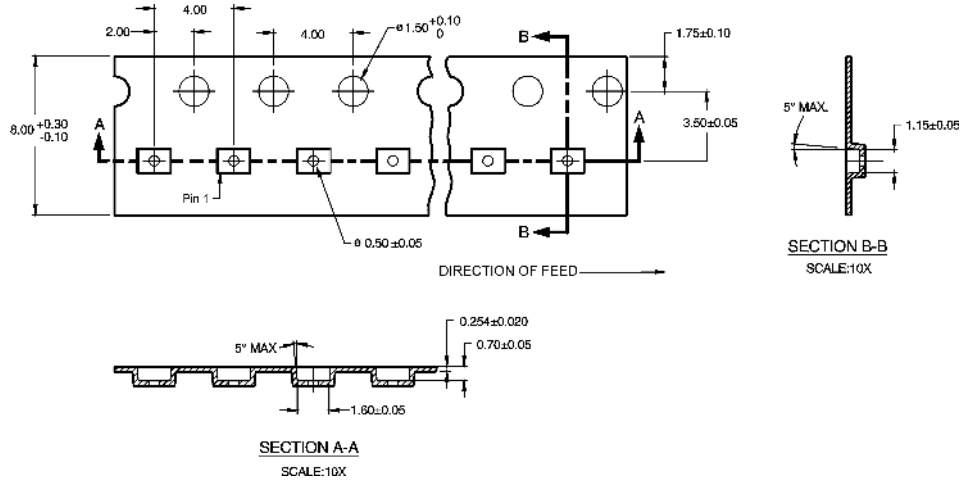 4.00
2.00
4.00
ø1.50 +0.10
0
B
1.75±0.10
8.00 +0.30
-0.10
A
A
3.50±0.05
5° MAX.
1.15±0.05
Pin 1
B
ø 0.50±0.05
SECTION B-B
SCALE:10X
DIRECTION OF FEED
0.254±0.020
5° MAX
0.70±0.05
1.60±0.05
SECTION A-A
SCALE:10X